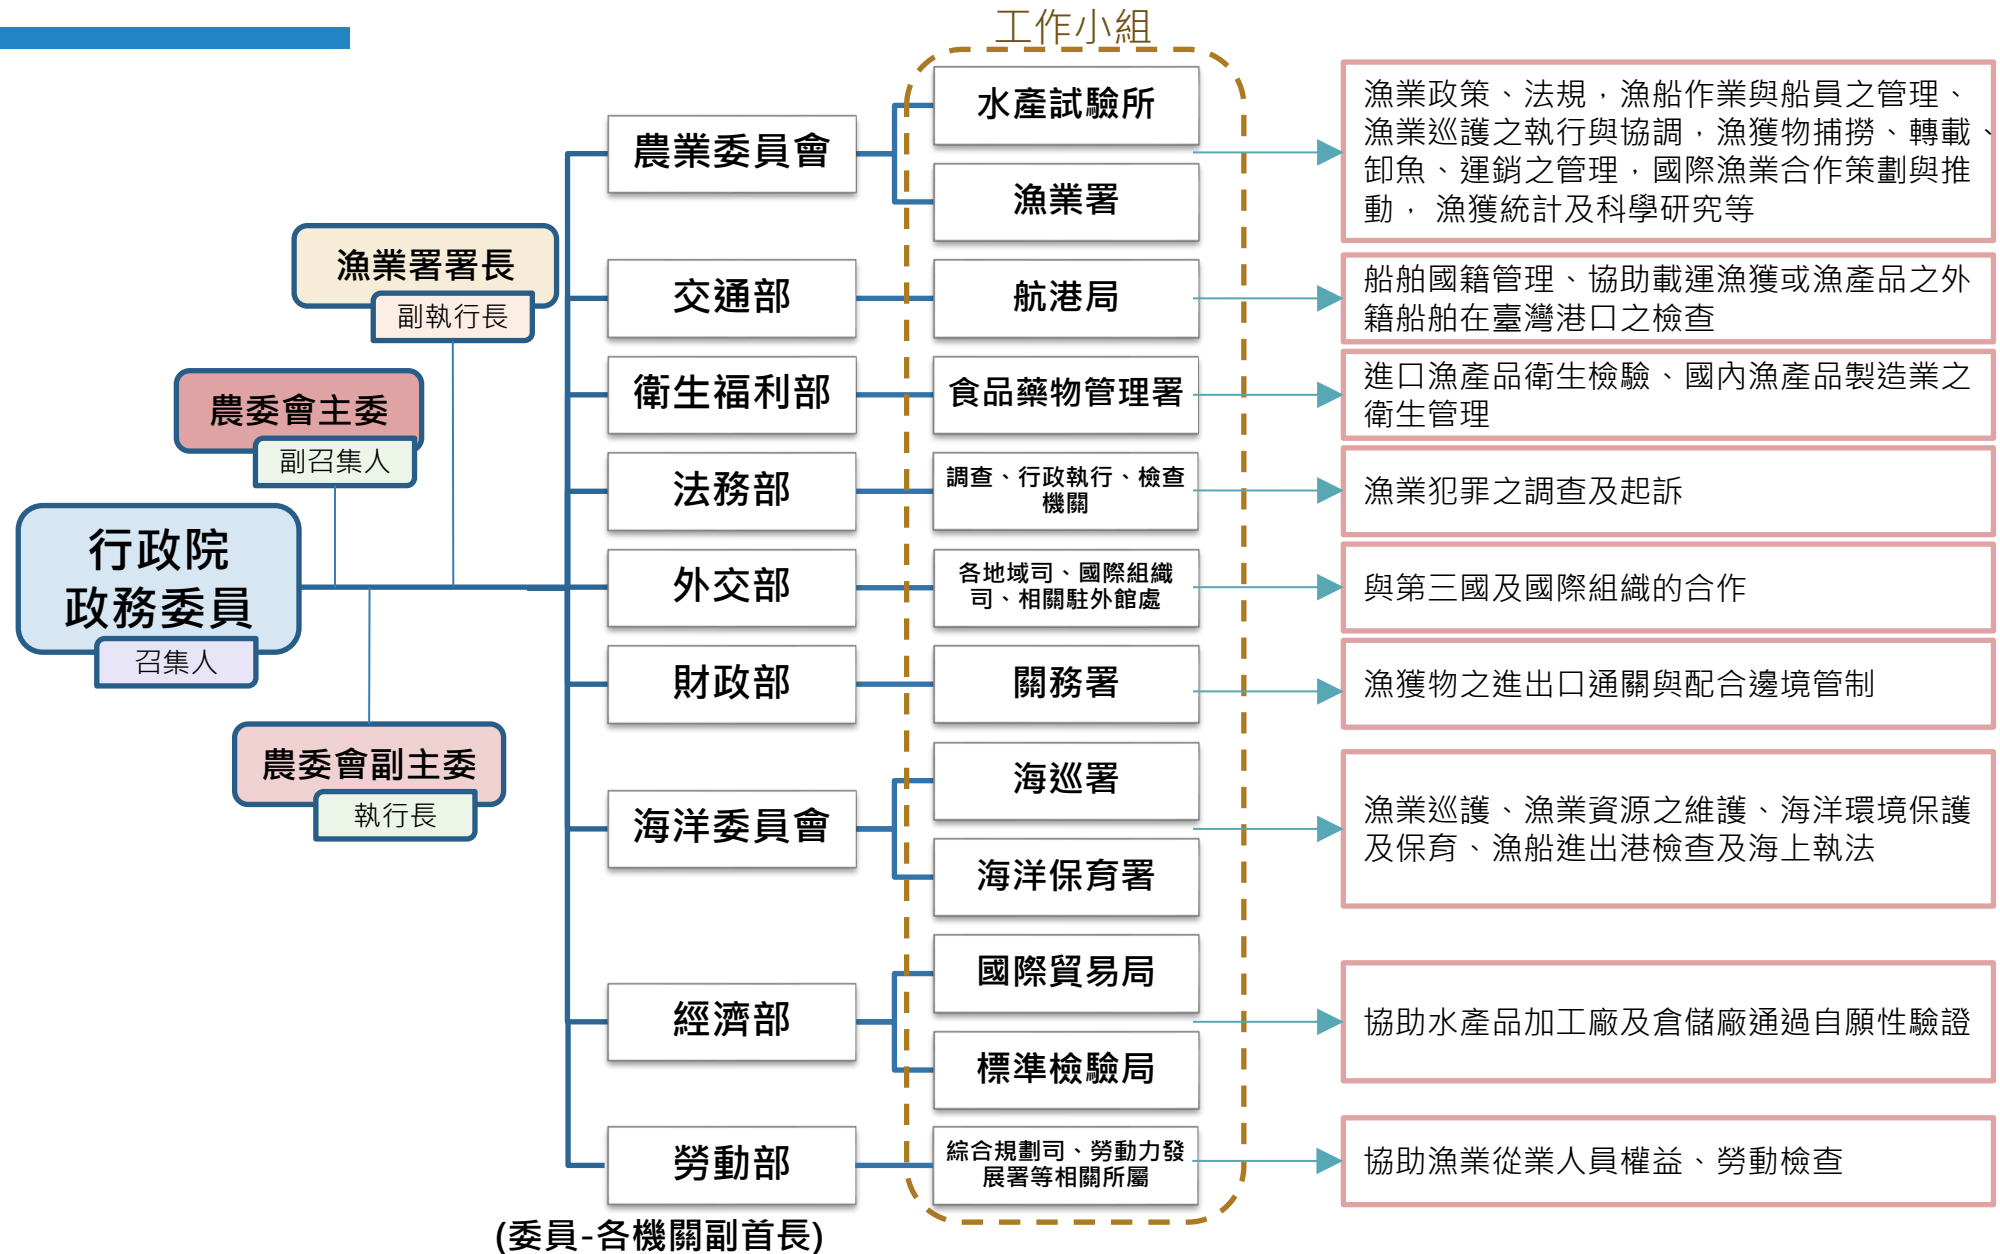 工作小組
行政院
政務委員
召集人
農委會主委
副召集人
漁業署署長
副執行長
農委會副主委
執行長
農業委員會
水產試驗所
漁業署
漁業政策、法規，漁船作業與船員之管理、
漁業巡護之執行與協調，漁獲物捕撈、轉載、
卸魚、運銷之管理，國際漁業合作策劃與推
動， 漁獲統計及科學研究等
交通部
航港局
船舶國籍管理、協助載運漁獲或漁產品之外
籍船舶在臺灣港口之檢查
衛生福利部
食品藥物管理署
進口漁產品衛生檢驗、國內漁產品製造業之
衛生管理
法務部
調查、行政執行、檢查
機關
漁業犯罪之調查及起訴
外交部
各地域司、國際組織
司、相關駐外館處
與第三國及國際組織的合作
財政部
關務署
漁獲物之進出口通關與配合邊境管制
海洋委員會
海巡署
海洋保育署
漁業巡護、漁業資源之維護、海洋環境保護
及保育、漁船進出港檢查及海上執法
經濟部
國際貿易局
標準檢驗局
協助水產品加工廠及倉儲廠通過自願性驗證
勞動部
綜合規劃司、勞動力發
展署等相關所屬
協助漁業從業人員權益、勞動檢查
(委員-各機關副首長)